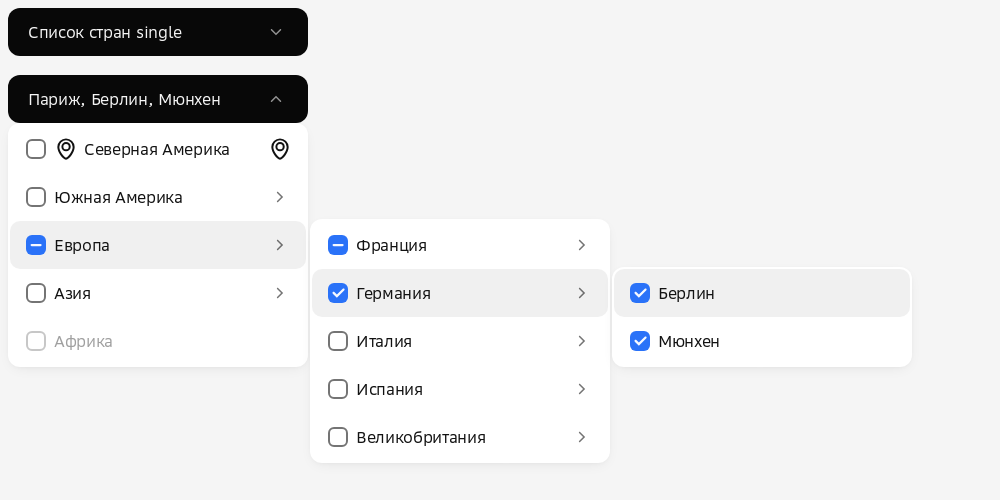 Список стран single
Париж, Берлин, Мюнхен
Северная Америка
Южная Америка
Европа
Азия
Африка
Франция
Германия
Италия
Испания
Великобритания
Берлин
Мюнхен